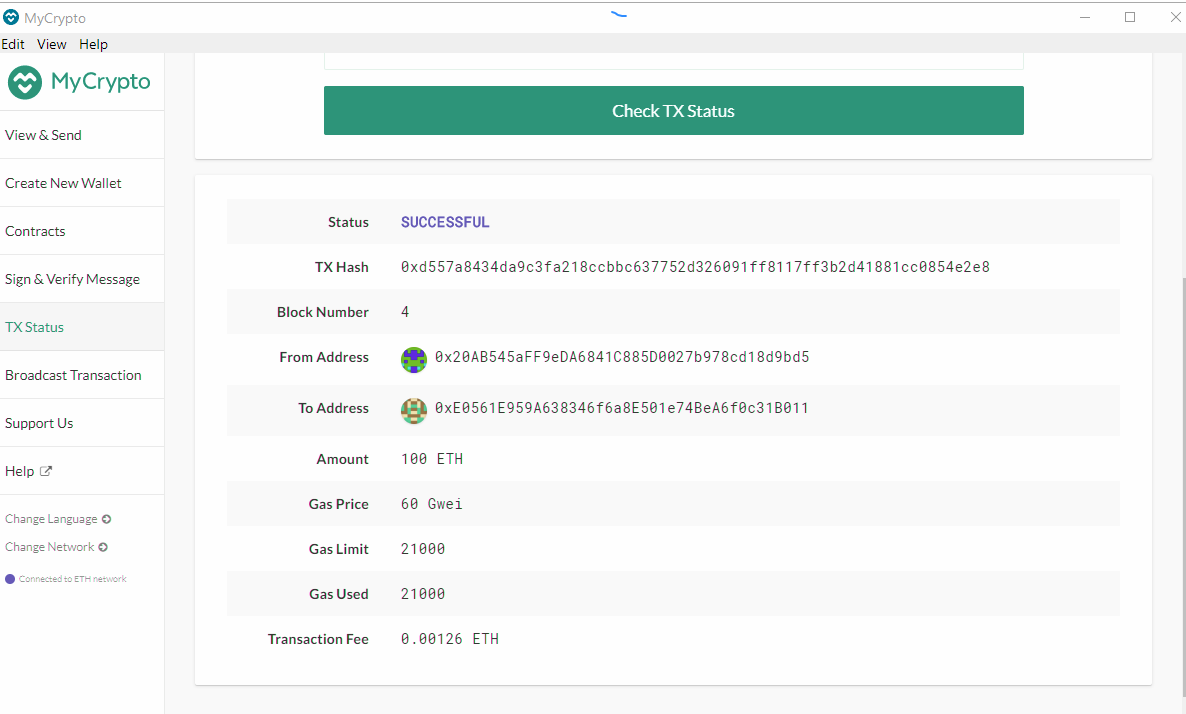 MyCrypto
Edit View Help
MyCrypto
View & Send
Create New Wallet
Contracts
Sign & Verify Message
TX Status
Broadcast Transaction
Support Us
Help
Change Language
Change Network
Connected to ETH network
Check TX Status
Status SUCCESSFUL
TX Hash 0xd557a8434da9c3fa218ccbbc637752d326091ff8117ff3b2d41881cc0854e2e8
Block Number 4
From Address 0x20AB545aFF9eDA6841C885D0027b978cd18d9bd5
To Address 0xE0561E959A638346f6a8E501e74BeA6f0c31B011
Amount 100 ETH
Gas Price 60 Gwei
Gas Limit 21000
Gas Used 21000
Transaction Fee 0.00126 ETH